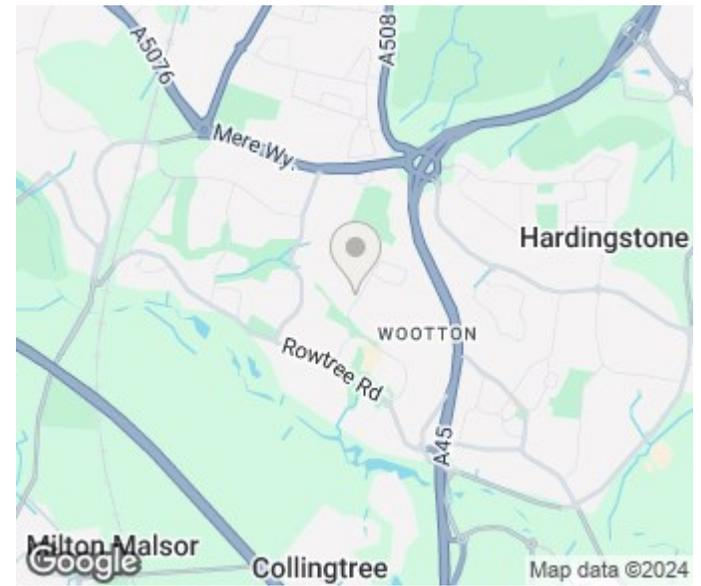 A5076
A508
Mere Wy.
Hardingstone
WOOTTON
Rowtree Rd
A45
Milton Malsor
Google
Collingtree
Map data ©2024